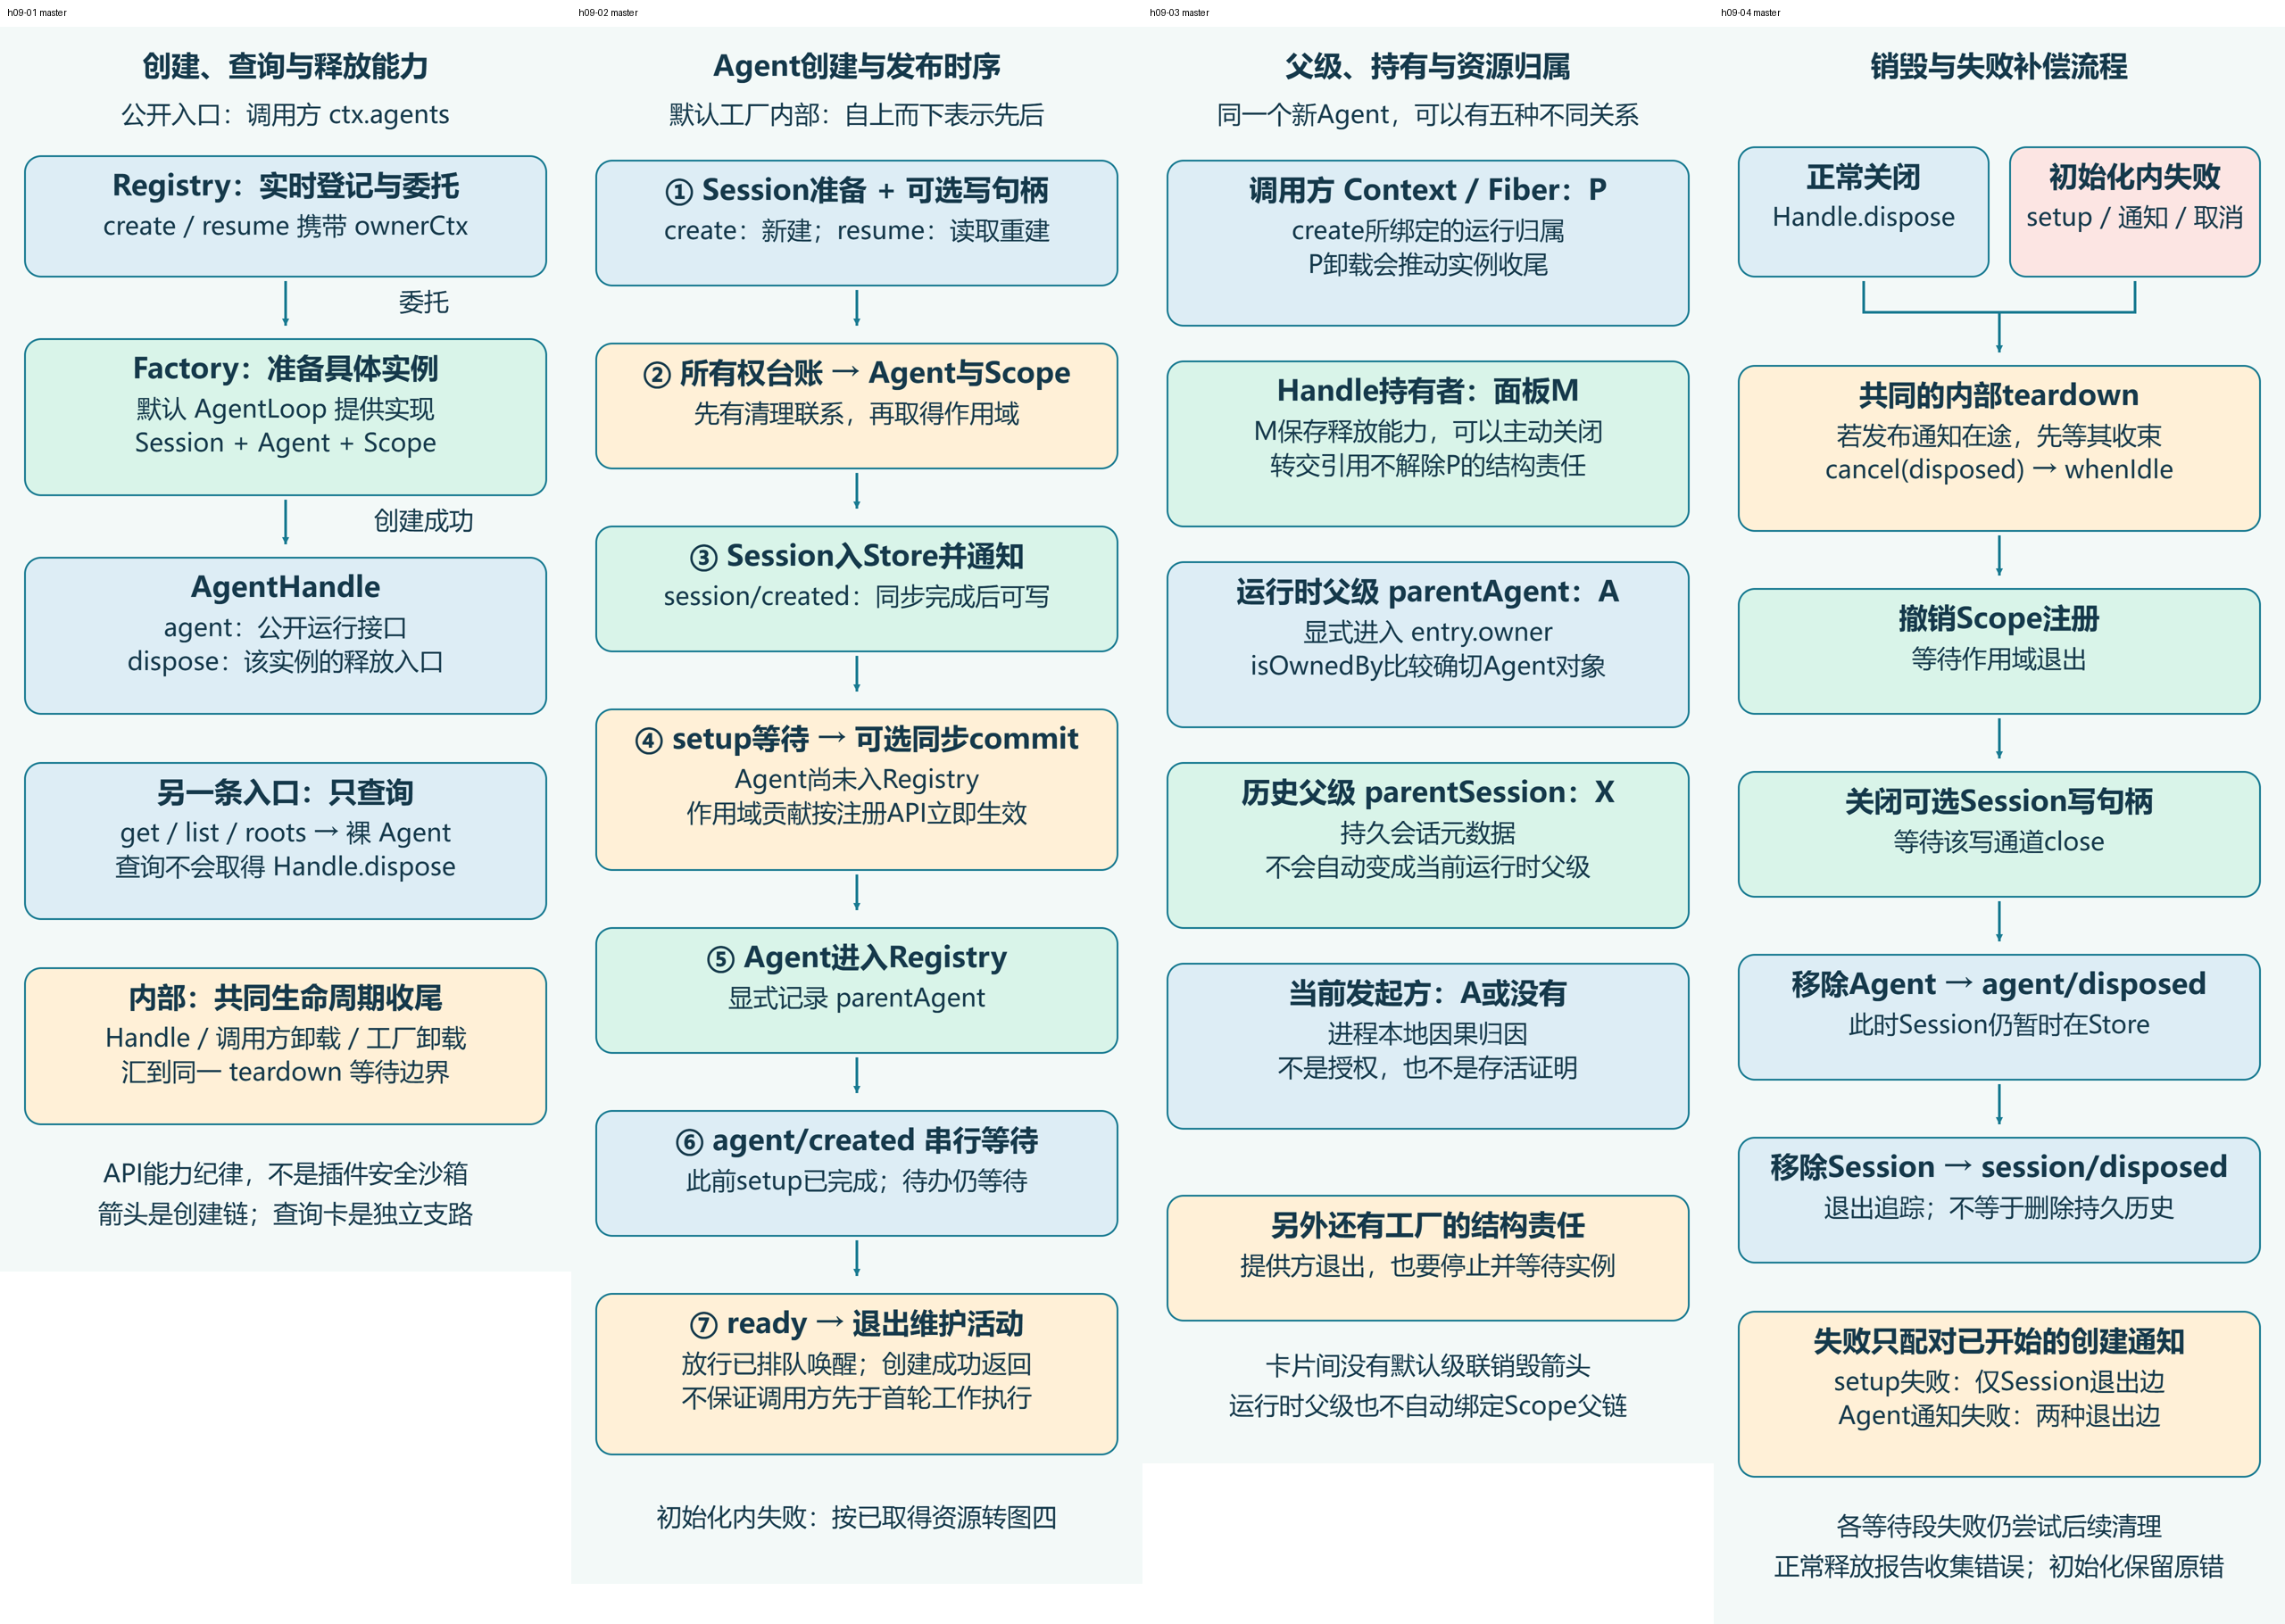 h09-01 master
创建、查询与释放能力
公开入口：调用方 ctx.agents
Registry：实时登记与委托
create / resume 携带 ownerCtx
委托
Factory：准备具体实例
默认 AgentLoop 提供实现
Session + Agent + Scope
创建成功
AgentHandle
agent：公开运行接口
dispose：该实例的释放入口
另一条入口：只查询
get / list / roots → 裸 Agent
查询不会取得 Handle.dispose
内部：共同生命周期收尾
Handle / 调用方卸载 / 工厂卸载
汇到同一 teardown 等待边界
API能力纪律，不是插件安全沙箱
箭头是创建链；查询卡是独立支路
h09-02 master
Agent创建与发布时序
默认工厂内部：自上而下表示先后
① Session准备 + 可选写句柄
create：新建；resume：读取重建
② 所有权台账 → Agent与Scope
先有清理联系，再取得作用域
③ Session入Store并通知
session/created：同步完成后可写
④ setup等待 → 可选同步commit
Agent尚未入Registry
作用域贡献按注册API立即生效
⑤ Agent进入Registry
显式记录 parentAgent
⑥ agent/created 串行等待
此前setup已完成；待办仍等待
⑦ ready → 退出维护活动
放行已排队唤醒；创建成功返回
不保证调用方先于首轮工作执行
初始化内失败：按已取得资源转图四
h09-03 master
父级、持有与资源归属
同一个新Agent，可以有五种不同关系
调用方 Context / Fiber：P
create所绑定的运行归属
P卸载会推动实例收尾
Handle持有者：面板M
M保存释放能力，可以主动关闭
转交引用不解除P的结构责任
运行时父级 parentAgent：A
显式进入 entry.owner
isOwnedBy比较确切Agent对象
历史父级 parentSession：X
持久会话元数据
不会自动变成当前运行时父级
当前发起方：A或没有
进程本地因果归因
不是授权，也不是存活证明
另外还有工厂的结构责任
提供方退出，也要停止并等待实例
卡片间没有默认级联销毁箭头
运行时父级也不自动绑定Scope父链
h09-04 master
销毁与失败补偿流程
正常关闭
Handle.dispose
初始化内失败
setup / 通知 / 取消
共同的内部teardown
若发布通知在途，先等其收束
cancel(disposed) → whenIdle
撤销Scope注册
等待作用域退出
关闭可选Session写句柄
等待该写通道close
移除Agent → agent/disposed
此时Session仍暂时在Store
移除Session → session/disposed
退出追踪；不等于删除持久历史
失败只配对已开始的创建通知
setup失败：仅Session退出边
Agent通知失败：两种退出边
各等待段失败仍尝试后续清理
正常释放报告收集错误；初始化保留原错